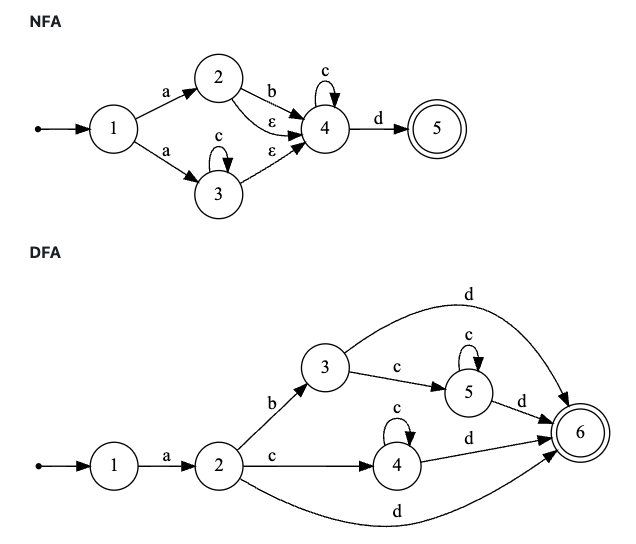 NFA
c
a 2 b
1 ε 4 d 5
a c ε
3
DFA
d
3 c c
b 5 d
c 6
1 a 2 c 4 d
d